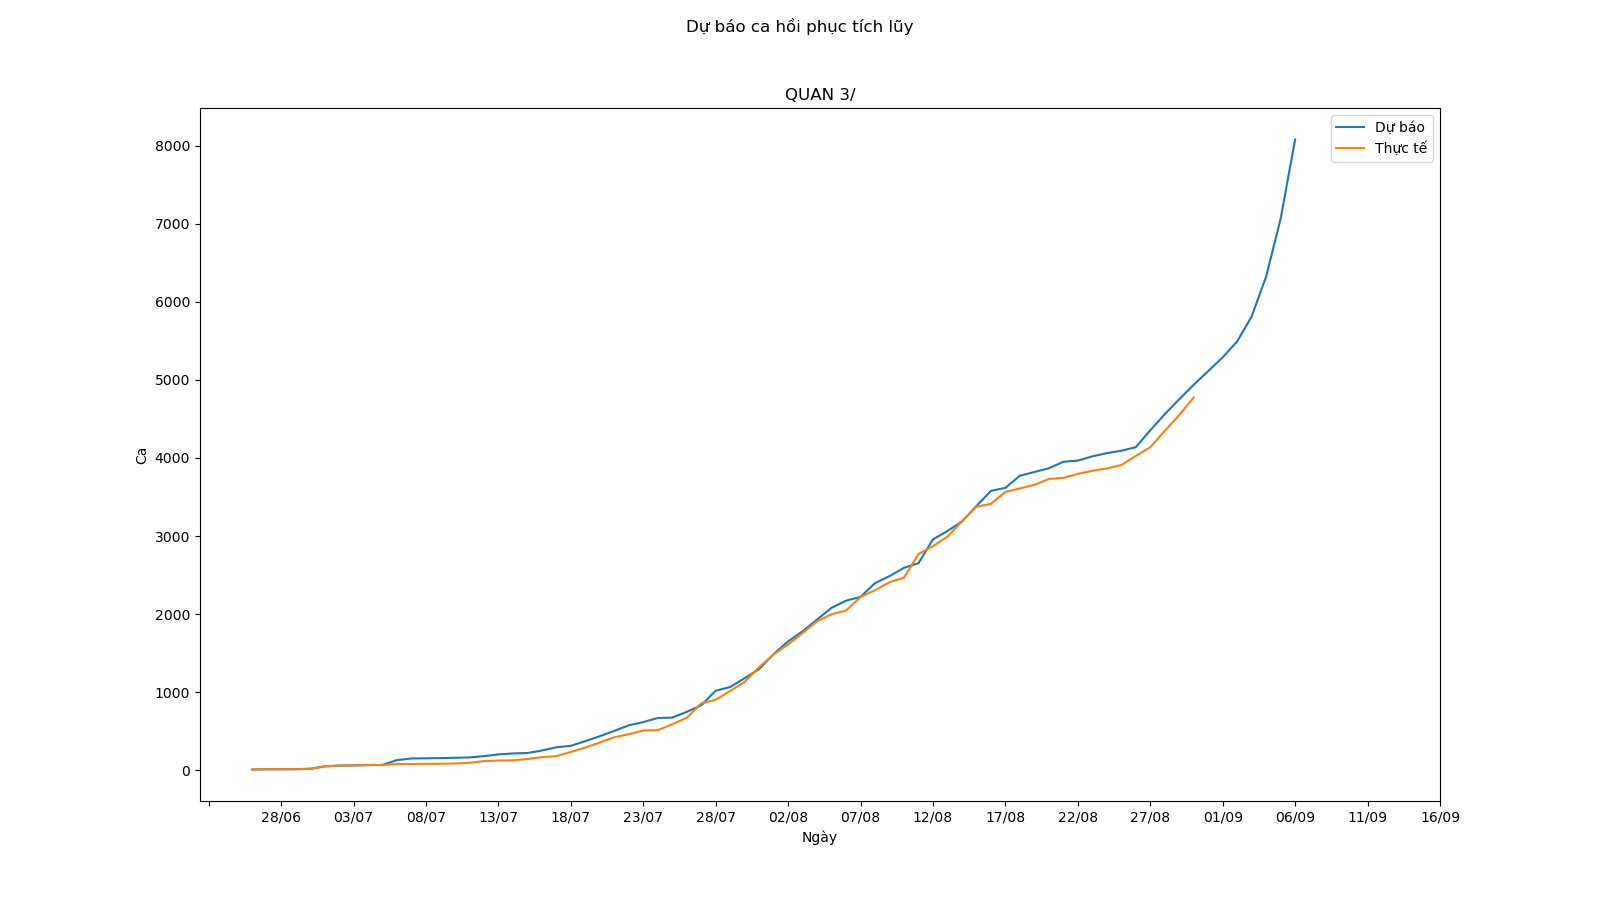 Dự báo ca hồi phục tích lũy
QUAN 3/
Dự báo
Thực tế
8000
7000
6000
5000
4000
3000
2000
1000
0
Ca
28/06 03/07 08/07 13/07 18/07 23/07 28/07 02/08 07/08 12/08 17/08 22/08 27/08 01/09 06/09 11/09 16/09
Ngày